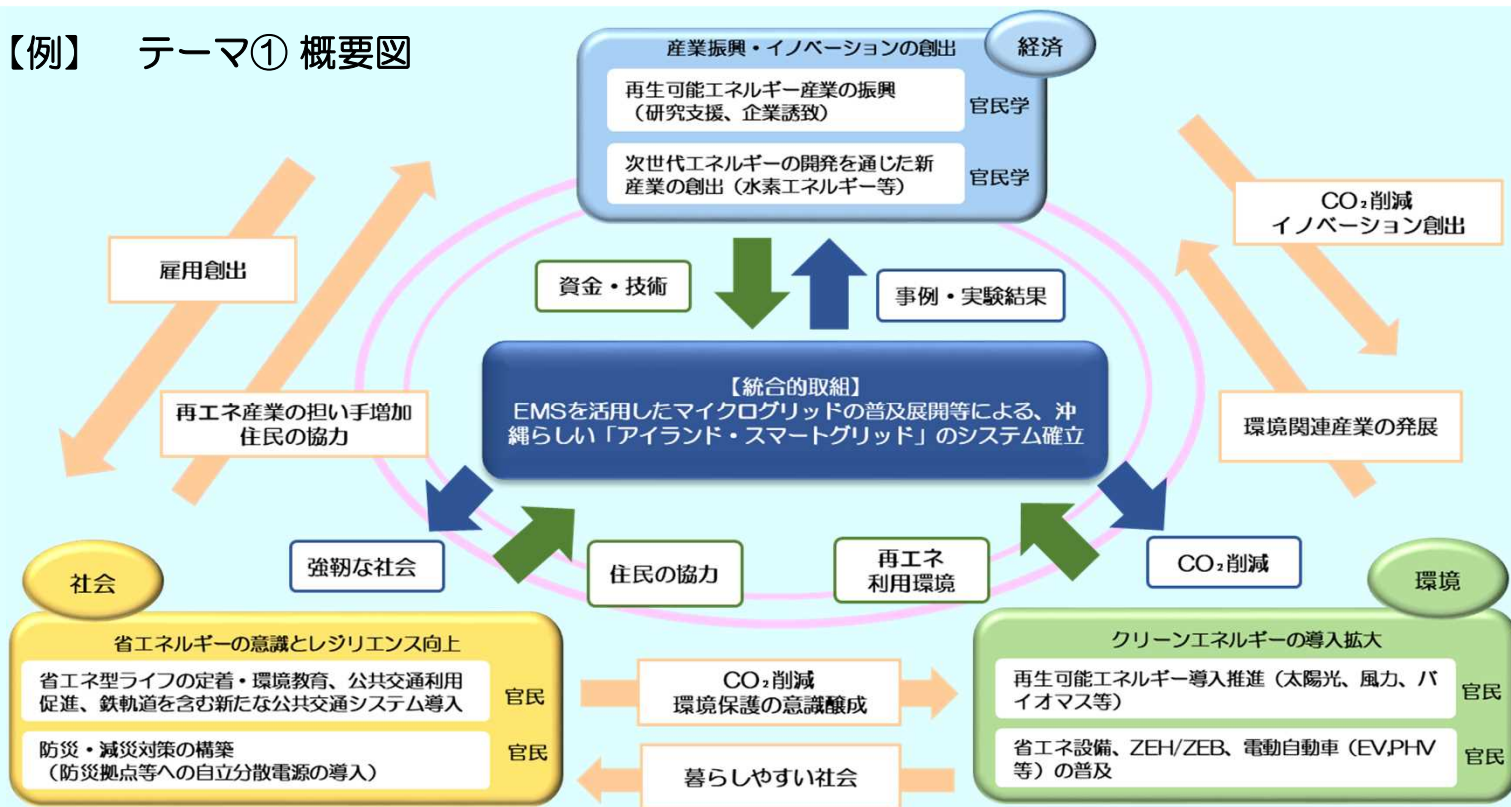 【例】　テーマ① 概要図
産業振興・イノベーションの創出
経済
再生可能エネルギー産業の振興
（研究支援、企業誘致）
官民学
次世代エネルギーの開発を通じた新
産業の創出（水素エネルギー等）
官民学
CO₂削減
イノベーション創出
雇用創出
資金・技術
事例・実験結果
再エネ産業の担い手増加
住民の協力
【統合的取組】
EMSを活用したマイクログリッドの普及展開等による、沖
縄らしい「アイランド・スマートグリッド」のシステム確立
環境関連産業の発展
強靭な社会
住民の協力
再エネ
利用環境
CO₂削減
社会
環境
省エネルギーの意識とレジリエンス向上
省エネ型ライフの定着・環境教育、公共交通利用
促進、鉄軌道を含む新たな公共交通システム導入
官民
防災・減災対策の構築
（防災拠点等への自立分散電源の導入）
官民
CO₂削減
環境保護の意識醸成
暮らしやすい社会
クリーンエネルギーの導入拡大
再生可能エネルギー導入推進（太陽光、風力、バ
イオマス等）
官民
省エネ設備、ZEH/ZEB、電動自動車（EV,PHV
等）の普及
官民